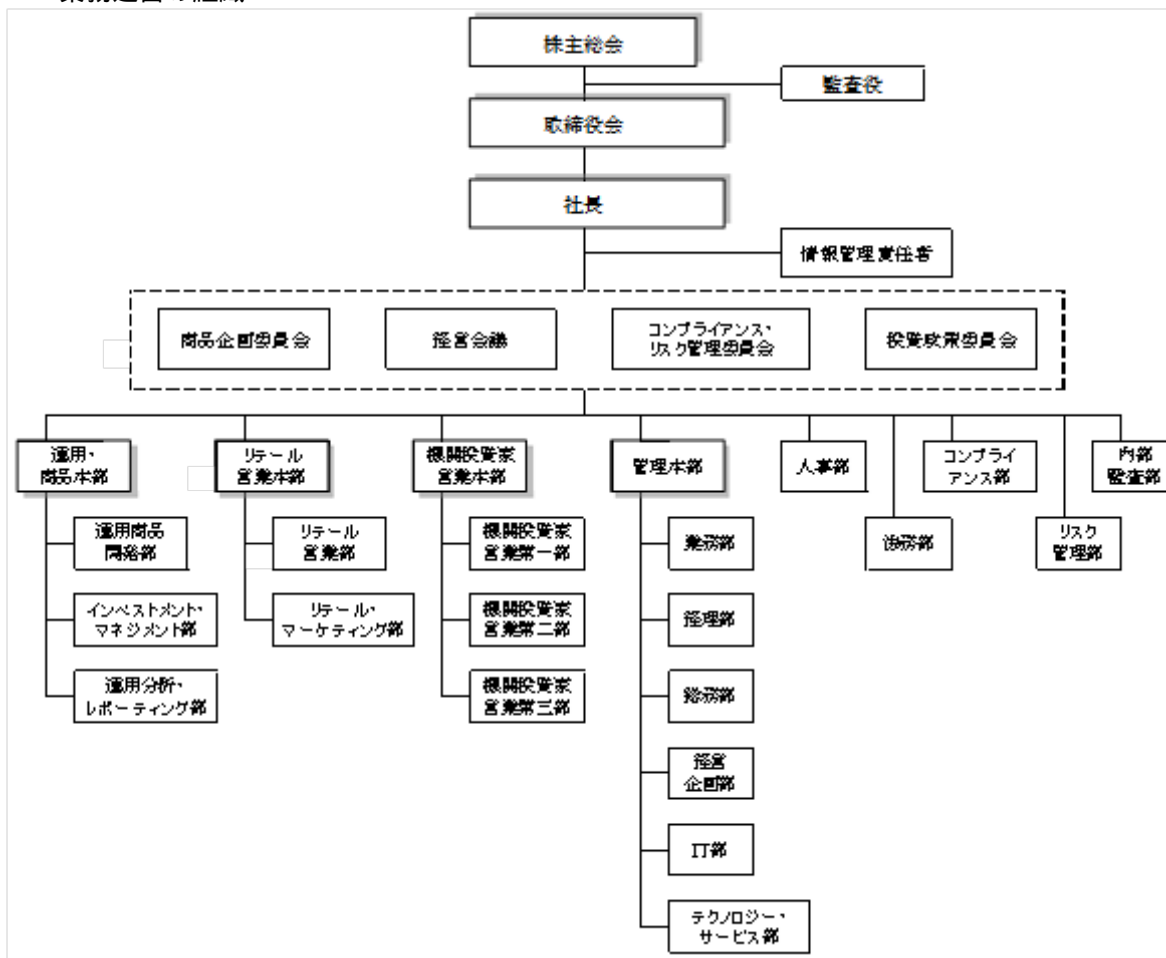 株主総会
監査役
取締役会
社長
情報管理責任者
商品企画委員会
経営会議
コンプライアンス・
リスク管理委員会
投資政策委員会
運用・
商品本部
リテール
営業本部
機関投資家
営業本部
管理本部
人事部
コンプライ
アンス部
内部
監査部
運用商品
開発部
リテール
営業部
機関投資家
営業第一部
業務部
法務部
リスク
管理部
インベストメント・
マネジメント部
リテール・
マーケティング部
機関投資家
営業第二部
経理部
運用分析・
レポーティング部
機関投資家
営業第三部
総務部
経営
企画部
IT部
テクノロジー・
サービス部